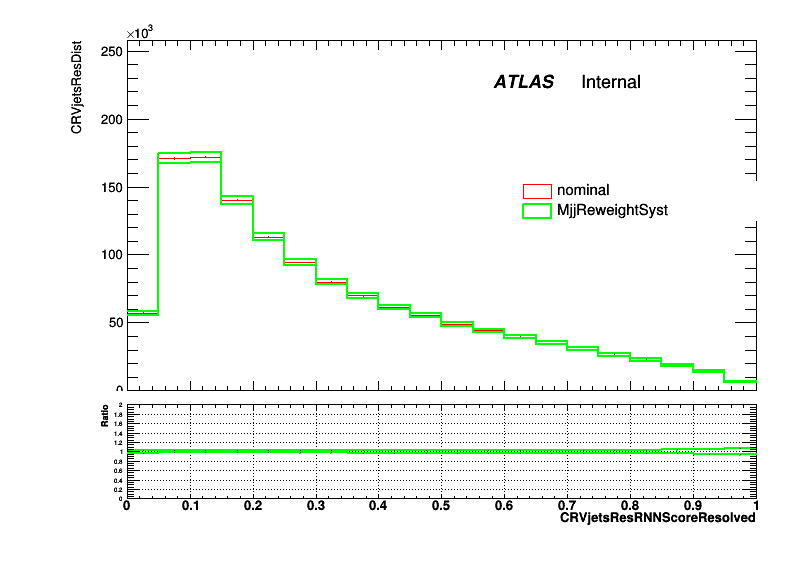 ×10³
250
200
150
100
50
0
CRVjetsResDist
ATLAS Internal
nominal
MjjReweightSyst
Ratio
2
1.8
1.6
1.4
1.2
1
0.8
0.6
0.4
0.2
0
0 0.1 0.2 0.3 0.4 0.5 0.6 0.7 0.8 0.9 1
CRVjetsResRNNScoreResolved